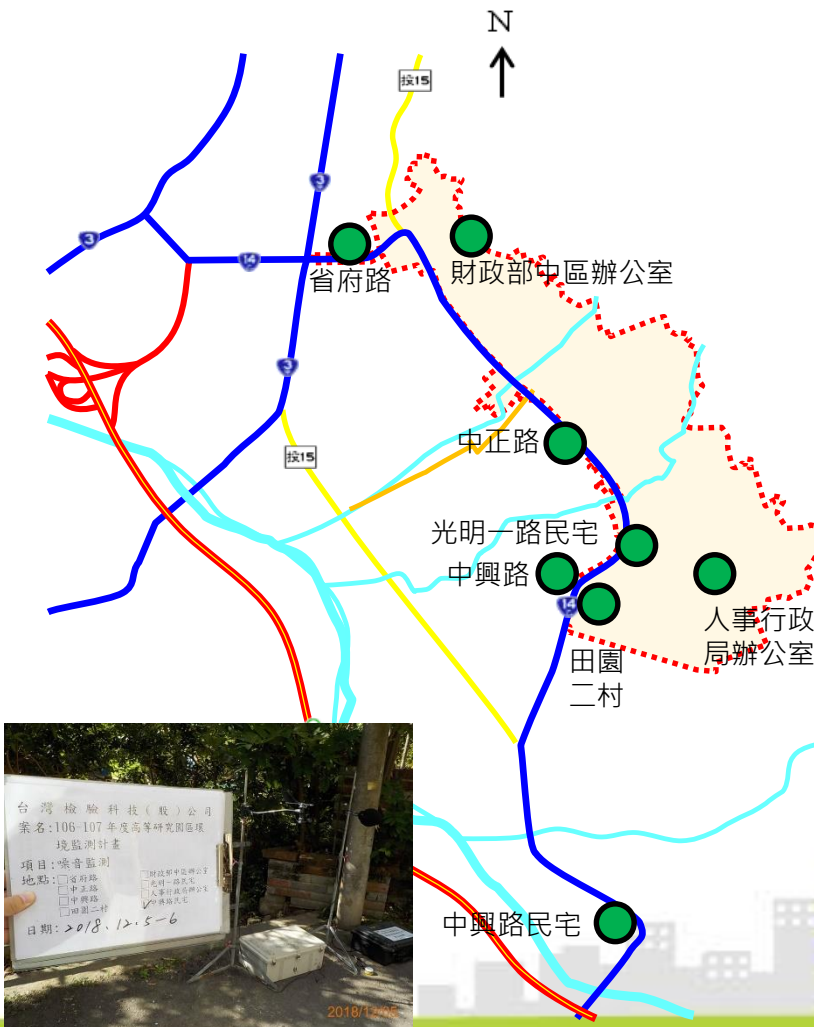 N
投15
3
3
14
省府路
財政部中區辦公室
3
中正路
投15
光明一路民宅
中興路
14
人事行政
局辦公室
田園
二村
台灣檢驗科技(股)公司
案名:106-107年度高等研究園區環
境監測計畫
項目:噪音監測
地點:□省府路 □財政部中區辦公室
□中正路 □光明一路民宅
□中興路 □人事行政局辦公室
□田園二村 ✓中興路民宅
日期:2018.12.5-6
中興路民宅